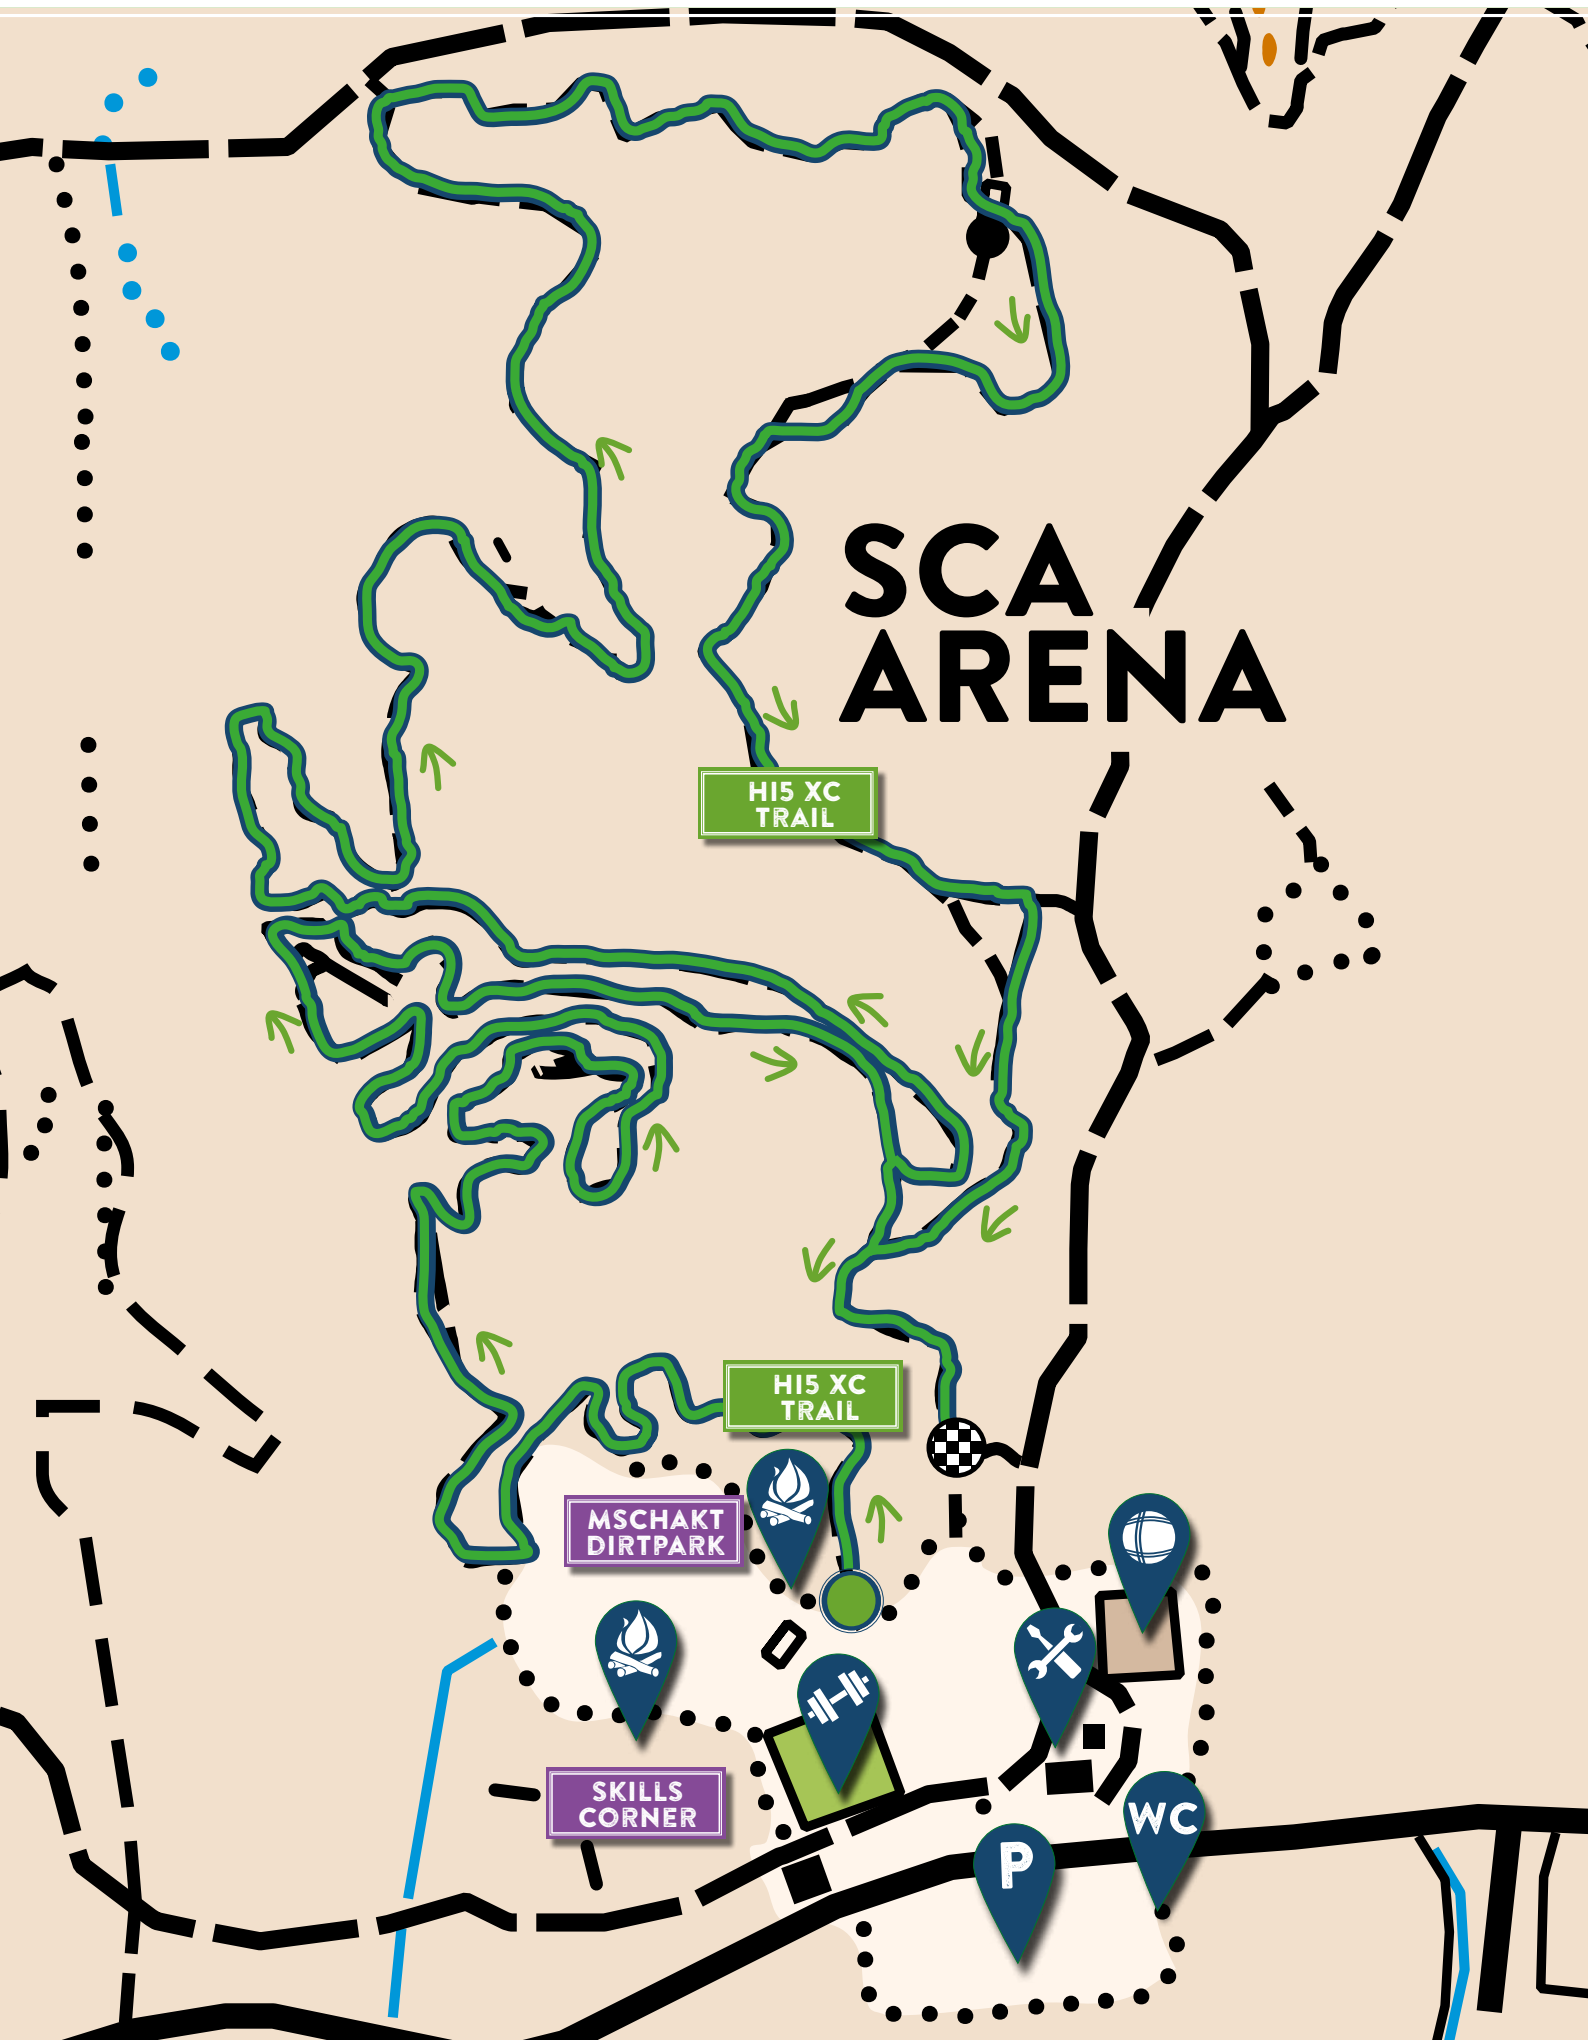 SCA
ARENA
HI5 XC
TRAIL
HI5 XC
TRAIL
MSCHAKT
DIRTPARK
SKILLS
CORNER
WC
P